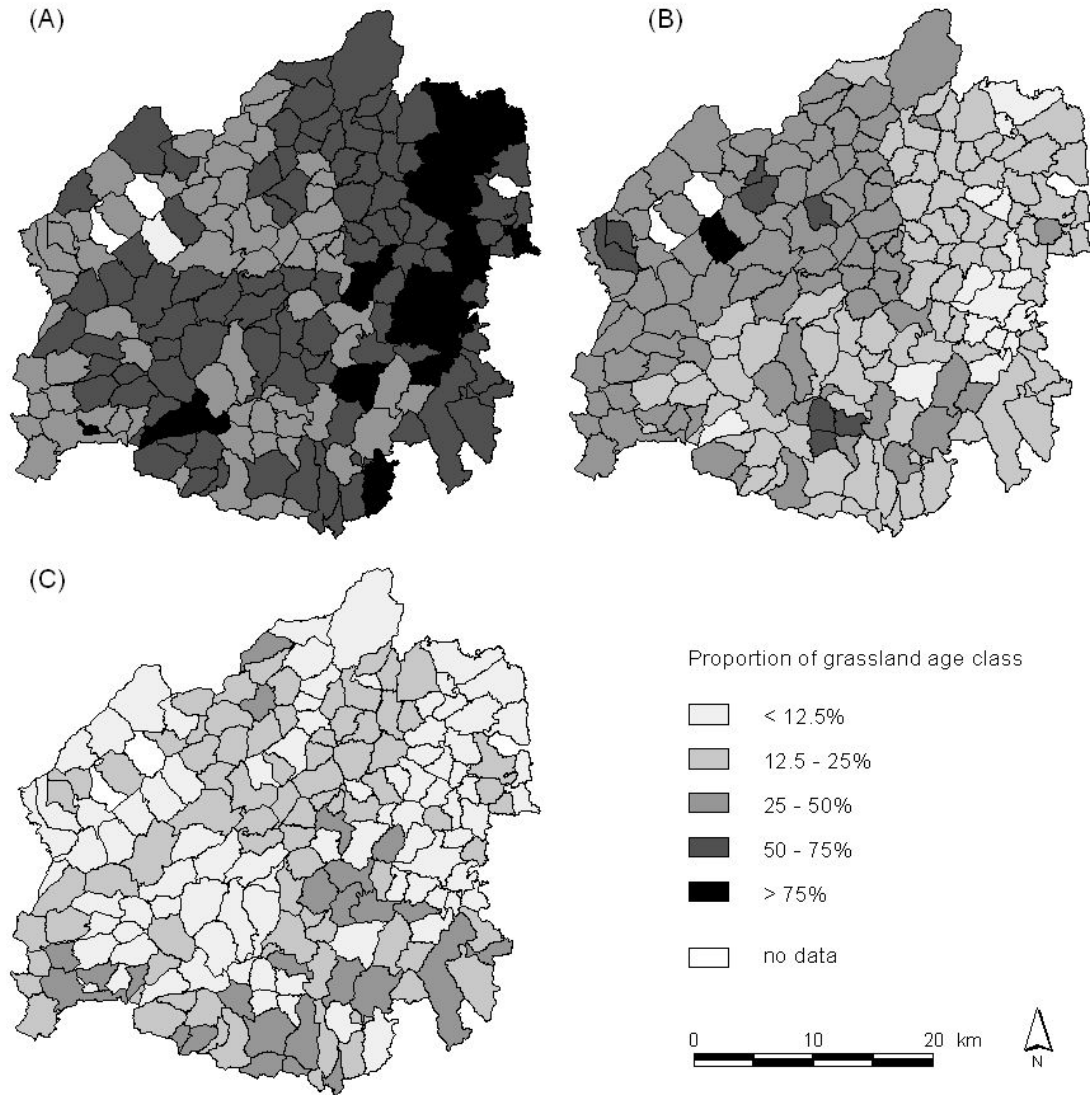 (A)
(B)
(C)
Proportion of grassland age class
< 12.5%
12.5 - 25%
25 - 50%
50 - 75%
> 75%
no data
0 10 20 km
N